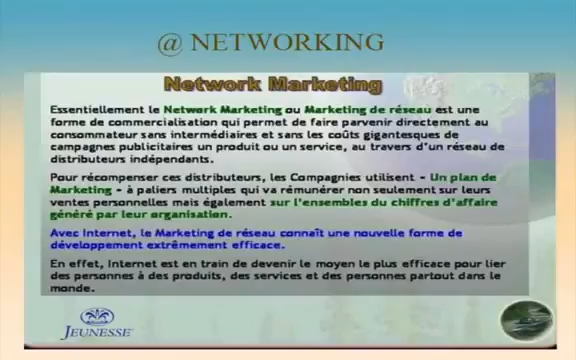 @ NETWORKING
Network Marketing
Essentiellement le Network Marketing ou Marketing de réseau est une
forme de commercialisation qui permet de faire parvenir directement au
consommateur sans intermédiaires et sans les coûts gigantesques de
campagnes publicitaires un produit ou un service, au travers d'un réseau de
distributeurs indépendants.
Pour récompenser ces distributeurs, les Compagnies utilisent - Un plan de
Marketing - à paliers multiples qui va rémunérer non seulement sur leurs
ventes personnelles mais également sur l'ensembles du chiffres d'affaire
généré par leur organisation.
Avec Internet, le Marketing de réseau connaît une nouvelle forme de
développement extrêmement efficace.
En effet, Internet est en train de devenir le moyen le plus efficace pour lier
des personnes à des produits, des services et des personnes partout dans le
monde.
JEUNESSE